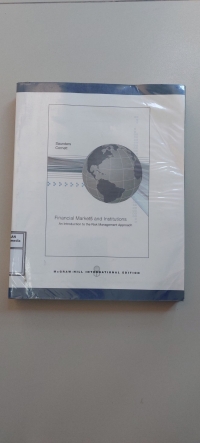 Saunders
Cornett
Financial Markets and Institutions
An Introduction to the Risk Management Approach
McGRAW-HILL INTERNATIONAL EDITION